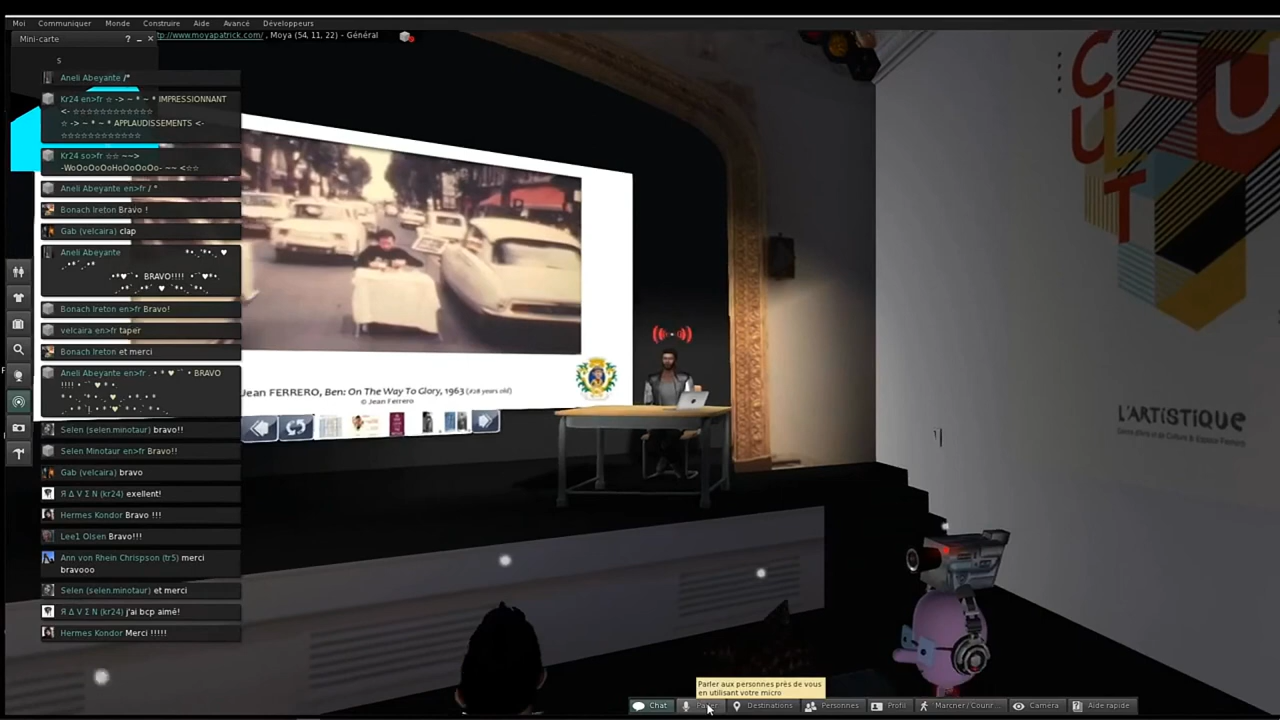 Moi Communiquer Monde Construire Aide Avancé Développeurs
Mini-carte ? _ ×
ttp://www.moyapatrick.com/ , Moya (54, 11, 22) - Général
S
Aneli Abeyante /*
Kr24 en>fr ☆ -> ~ * ~ * IMPRESSIONNANT
<- ☆☆☆☆☆☆☆☆☆☆☆☆
☆ -> ~ * ~ * APPLAUDISSEMENTS <-
☆☆☆☆☆☆☆☆☆☆☆☆
Kr24 so>fr ☆☆ ~~>
-WoOoOoOoHoOoOoOo- ~~ <☆☆
Aneli Abeyante en>fr / *
Bonach Ireton Bravo !
Gab (velcaira) clap
Aneli Abeyante
BRAVO!!!!
Bonach Ireton en>fr Bravo!
velcaira en>fr taper
Bonach Ireton et merci
Aneli Abeyante en>fr . • * ♥ • BRAVO
!!!!
Selen (selen.minotaur) bravo!!
Selen Minotaur en>fr Bravo!!
Gab (velcaira) bravo
Я Δ V Σ N (kr24) exellent!
Hermes Kondor Bravo !!!
Lee1 Olsen Bravo!!!
Ann von Rhein Chrispson (tr5) merci
bravooo
Selen (selen.minotaur) et merci
Я Δ V Σ N (kr24) j'ai bcp aimé!
Hermes Kondor Merci !!!!!
Jean FERRERO, Ben: On The Way To Glory, 1963 (#28 years old)
© Jean Ferrero
CULT
U
L'ARTISTIQUE
Parler aux personnes près de vous
en utilisant votre micro
Chat Parler Destinations Personnes Profil Marcher / Courir... Caméra Aide rapide